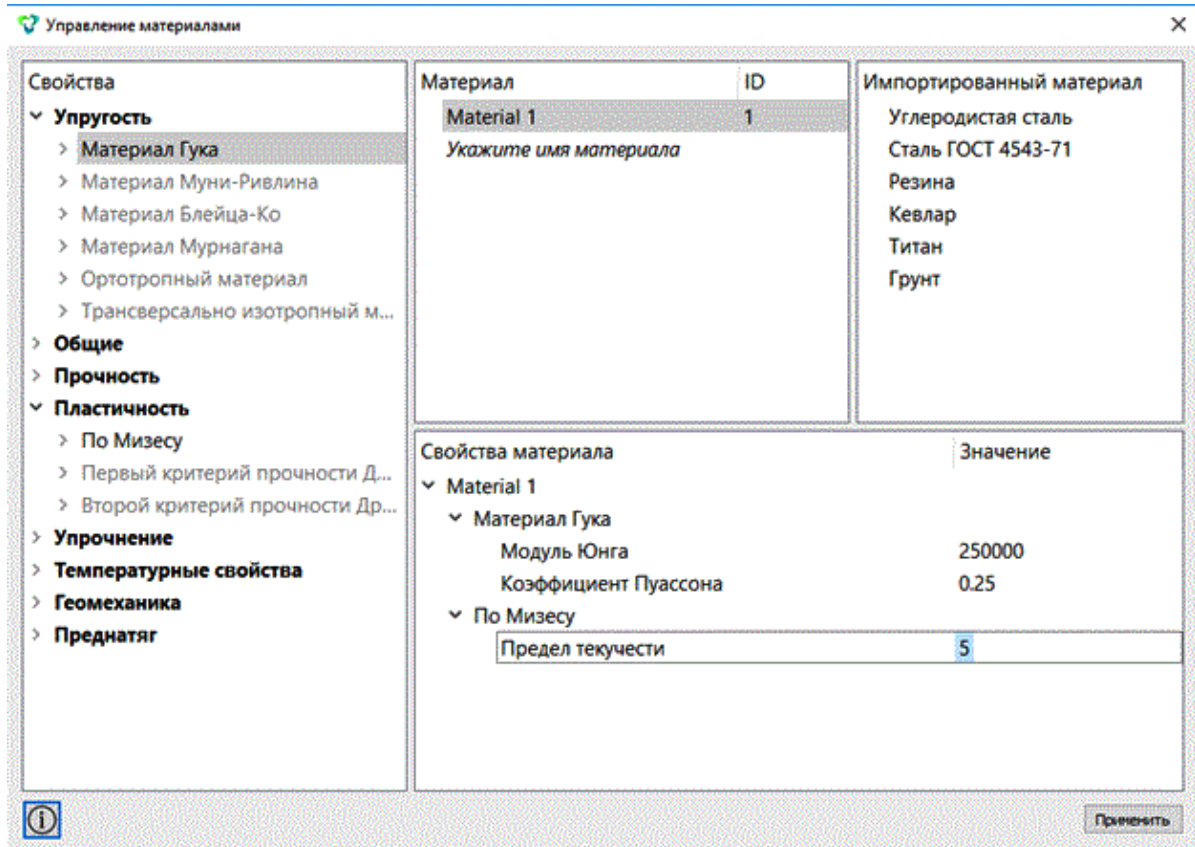 Управление материалами
Свойства
Упругость
Материал Гука
Материал Муни-Ривлина
Материал Блейца-Ко
Материал Мурнагана
Ортотропный материал
Трансверсально изотропный м...
Общие
Прочность
Пластичность
По Мизесу
Первый критерий прочности Д...
Второй критерий прочности Др...
Упрочнение
Температурные свойства
Геомеханика
Преднатяг
Материал ID
Material 1 1
Укажите имя материала
Импортированный материал
Углеродистая сталь
Сталь ГОСТ 4543-71
Резина
Кевлар
Титан
Грунт
Свойства материала Значение
Material 1
Материал Гука
Модуль Юнга 250000
Коэффициент Пуассона 0.25
По Мизесу
Предел текучести 5
Применить